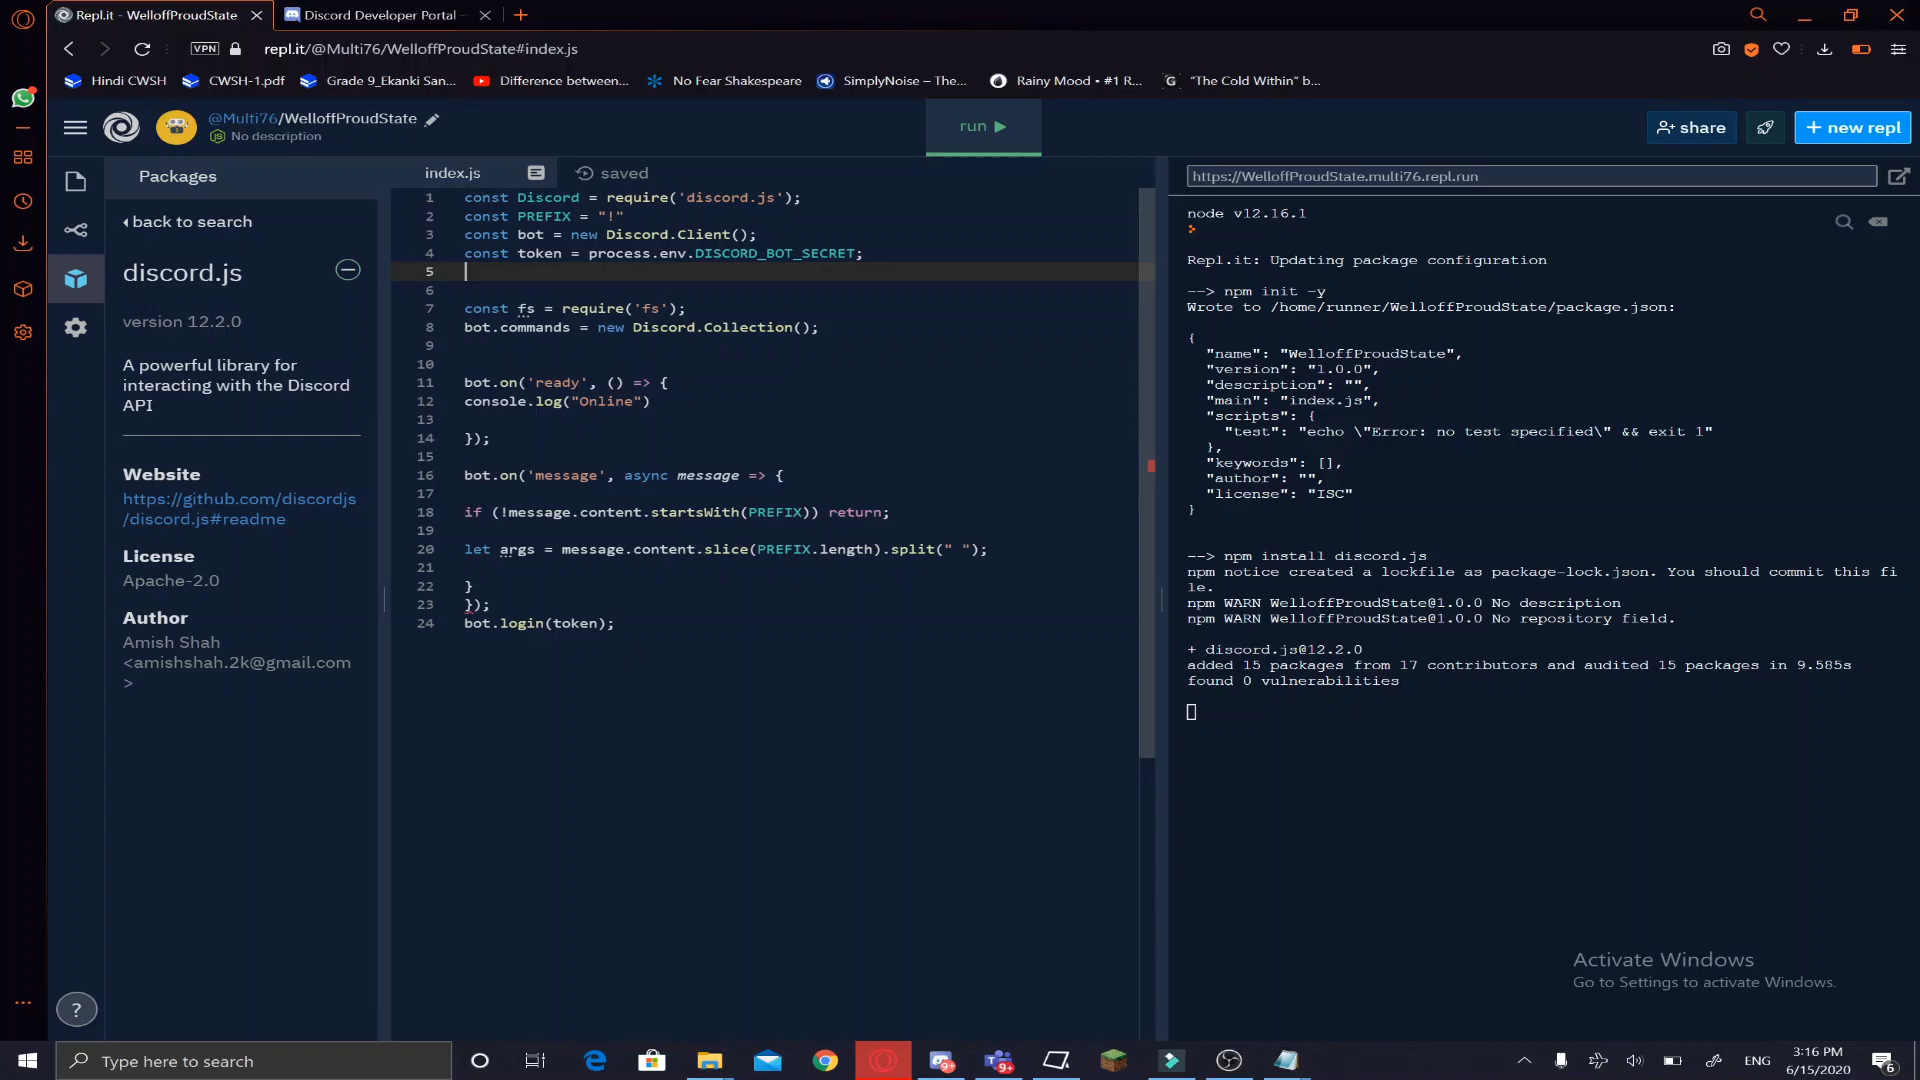 Repl.it - WelloffProudState
Discord Developer Portal
VPN
repl.it/@Multi76/WelloffProudState#index.js
Hindi CWSH
CWSH-1.pdf
Grade 9_Ekanki San...
Difference between...
No Fear Shakespeare
SimplyNoise – The...
Rainy Mood • #1 R...
G
"The Cold Within" b...
@Multi76/WelloffProudState
No description
run
share
+ new repl
Packages
back to search
discord.js
version 12.2.0
A powerful library for
interacting with the Discord
API
Website
https://github.com/discordjs
/discord.js#readme
License
Apache-2.0
Author
Amish Shah
<amishshah.2k@gmail.com
>
index.js
saved
1 const Discord = require('discord.js');
2 const PREFIX = "!"
3 const bot = new Discord.Client();
4 const token = process.env.DISCORD_BOT_SECRET;
5
6
7 const fs = require('fs');
8 bot.commands = new Discord.Collection();
9
10
11 bot.on('ready', () => {
12 console.log("Online")
13
14 });
15
16 bot.on('message', async message => {
17
18 if (!message.content.startsWith(PREFIX)) return;
19
20 let args = message.content.slice(PREFIX.length).split(" ");
21
22 }
23 });
24 bot.login(token);
https://WelloffProudState.multi76.repl.run
node v12.16.1
>
Repl.it: Updating package configuration
--> npm init -y
Wrote to /home/runner/WelloffProudState/package.json:
{
"name": "WelloffProudState",
"version": "1.0.0",
"description": "",
"main": "index.js",
"scripts": {
"test": "echo \"Error: no test specified\" && exit 1"
},
"keywords": [],
"author": "",
"license": "ISC"
}
--> npm install discord.js
npm notice created a lockfile as package-lock.json. You should commit this fi
le.
npm WARN WelloffProudState@1.0.0 No description
npm WARN WelloffProudState@1.0.0 No repository field.
+ discord.js@12.2.0
added 15 packages from 17 contributors and audited 15 packages in 9.585s
found 0 vulnerabilities
Activate Windows
Go to Settings to activate Windows.
?
Type here to search
9+
9+
ENG
3:16 PM
6/15/2020
6